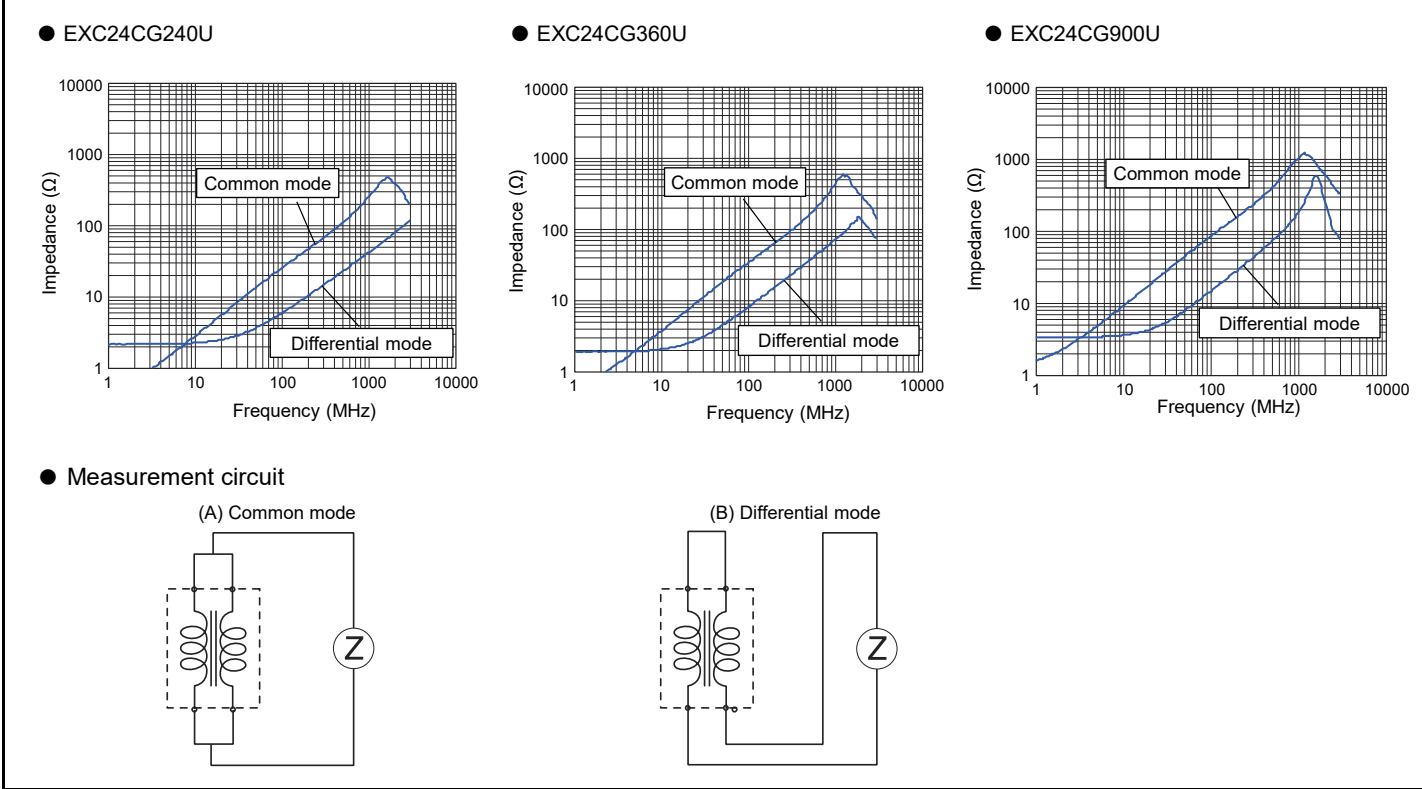 ● EXC24CG240U
10000
1000
100
10
1
Impedance (Ω)
Common mode
Differential mode
1 10 100 1000 10000
Frequency (MHz)
● EXC24CG360U
10000
1000
100
10
1
Impedance (Ω)
Common mode
Differential mode
1 10 100 1000 10000
Frequency (MHz)
● EXC24CG900U
10000
1000
100
10
1
Impedance (Ω)
Common mode
Differential mode
1 10 100 1000 10000
Frequency (MHz)
● Measurement circuit
(A) Common mode
Z
(B) Differential mode
Z